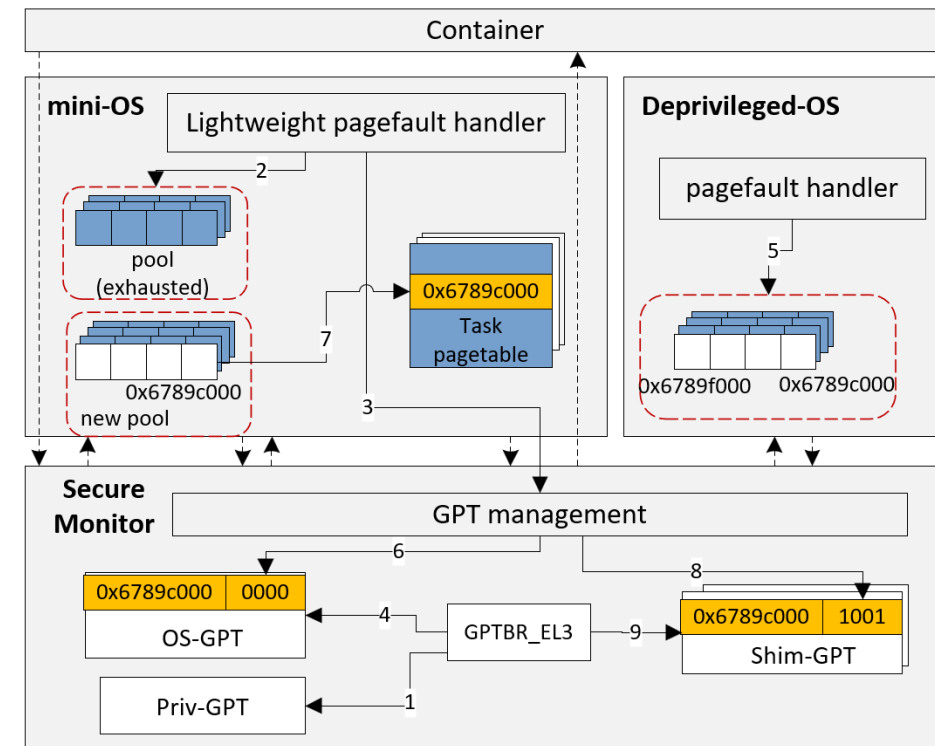 Container
mini-OS
Lightweight pagefault handler
2
pool
(exhausted)
0x6789c000
new pool
7
0x6789c000
Task
pagetable
3
Deprivileged-OS
pagefault handler
5
0x6789f000
0x6789c000
Secure
Monitor
GPT management
6
8
0x6789c000 0000
OS-GPT
4
GPTBR_EL3
9
0x6789c000 1001
Shim-GPT
Priv-GPT
1